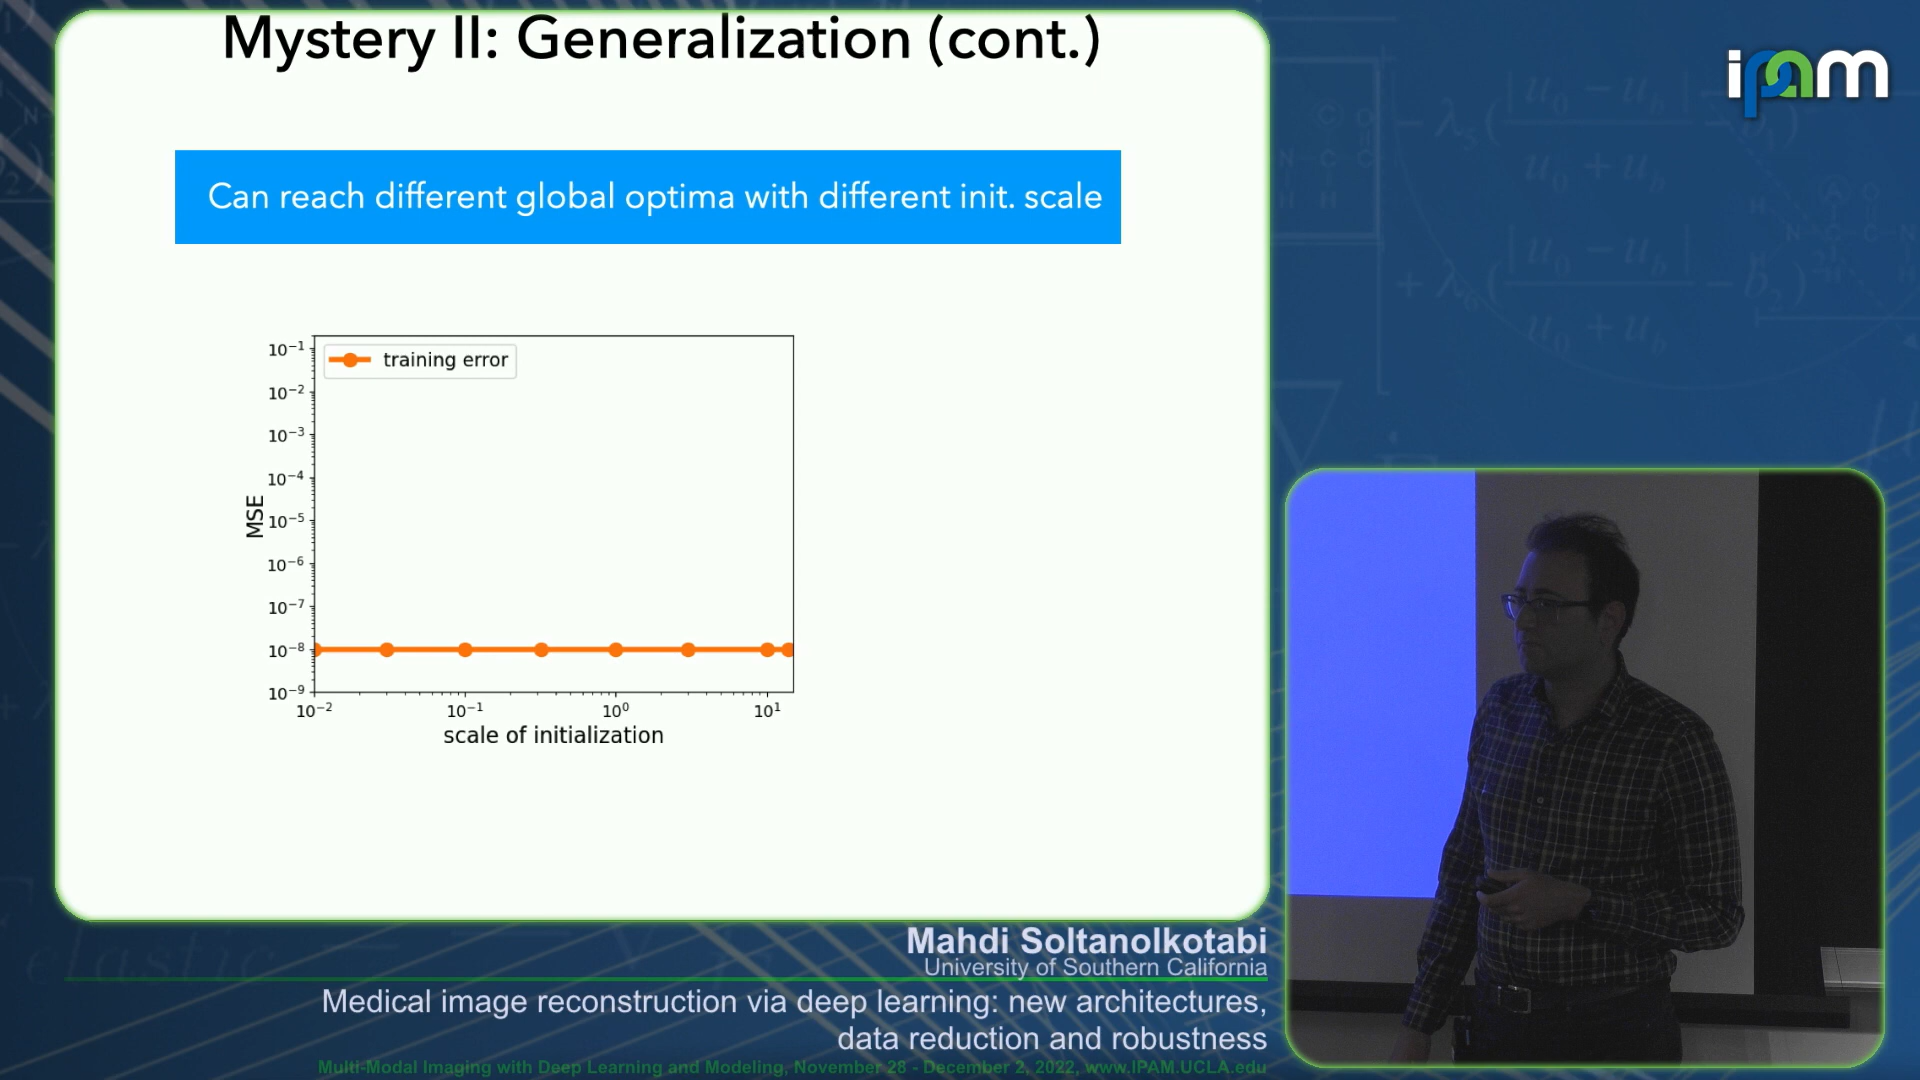 Mystery II: Generalization (cont.)
ipam
Can reach different global optima with different init. scale
training error
10⁻¹
10⁻²
10⁻³
10⁻⁴
10⁻⁵
10⁻⁶
10⁻⁷
10⁻⁸
10⁻⁹
MSE
10⁻² 10⁻¹ 10⁰ 10¹
scale of initialization
Mahdi Soltanolkotabi
University of Southern California
Medical image reconstruction via deep learning: new architectures,
data reduction and robustness
Multi-Modal Imaging with Deep Learning and Modeling, November 28 - December 2, 2022, www.IPAM.UCLA.edu